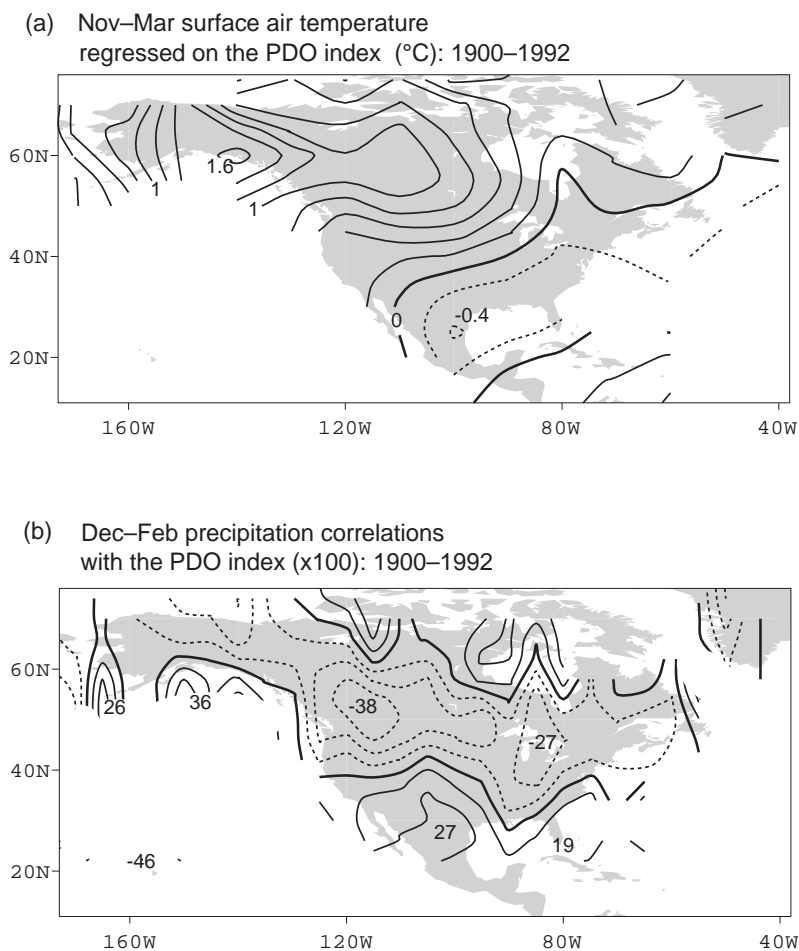 (a) Nov–Mar surface air temperature
regressed on the PDO index (°C): 1900–1992
60N
40N
20N
1.6
1
1
0
-0.4
160W 120W 80W 40W
(b) Dec–Feb precipitation correlations
with the PDO index (x100): 1900–1992
60N
40N
20N
26
36
-38
-27
27
19
-46
160W 120W 80W 40W